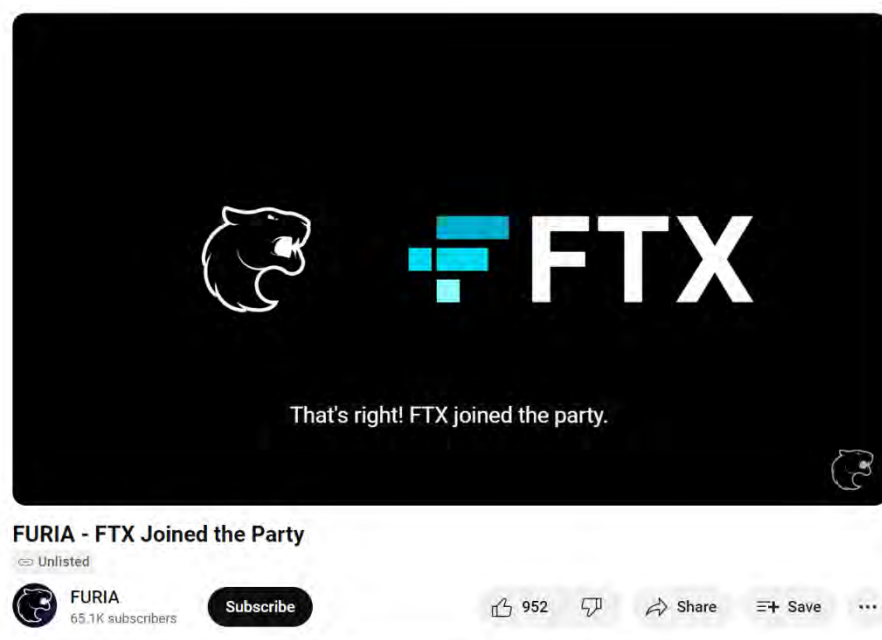 FTX
That's right! FTX joined the party.
FURIA - FTX Joined the Party
Unlisted
FURIA
65.1K subscribers
Subscribe
952
Share
Save